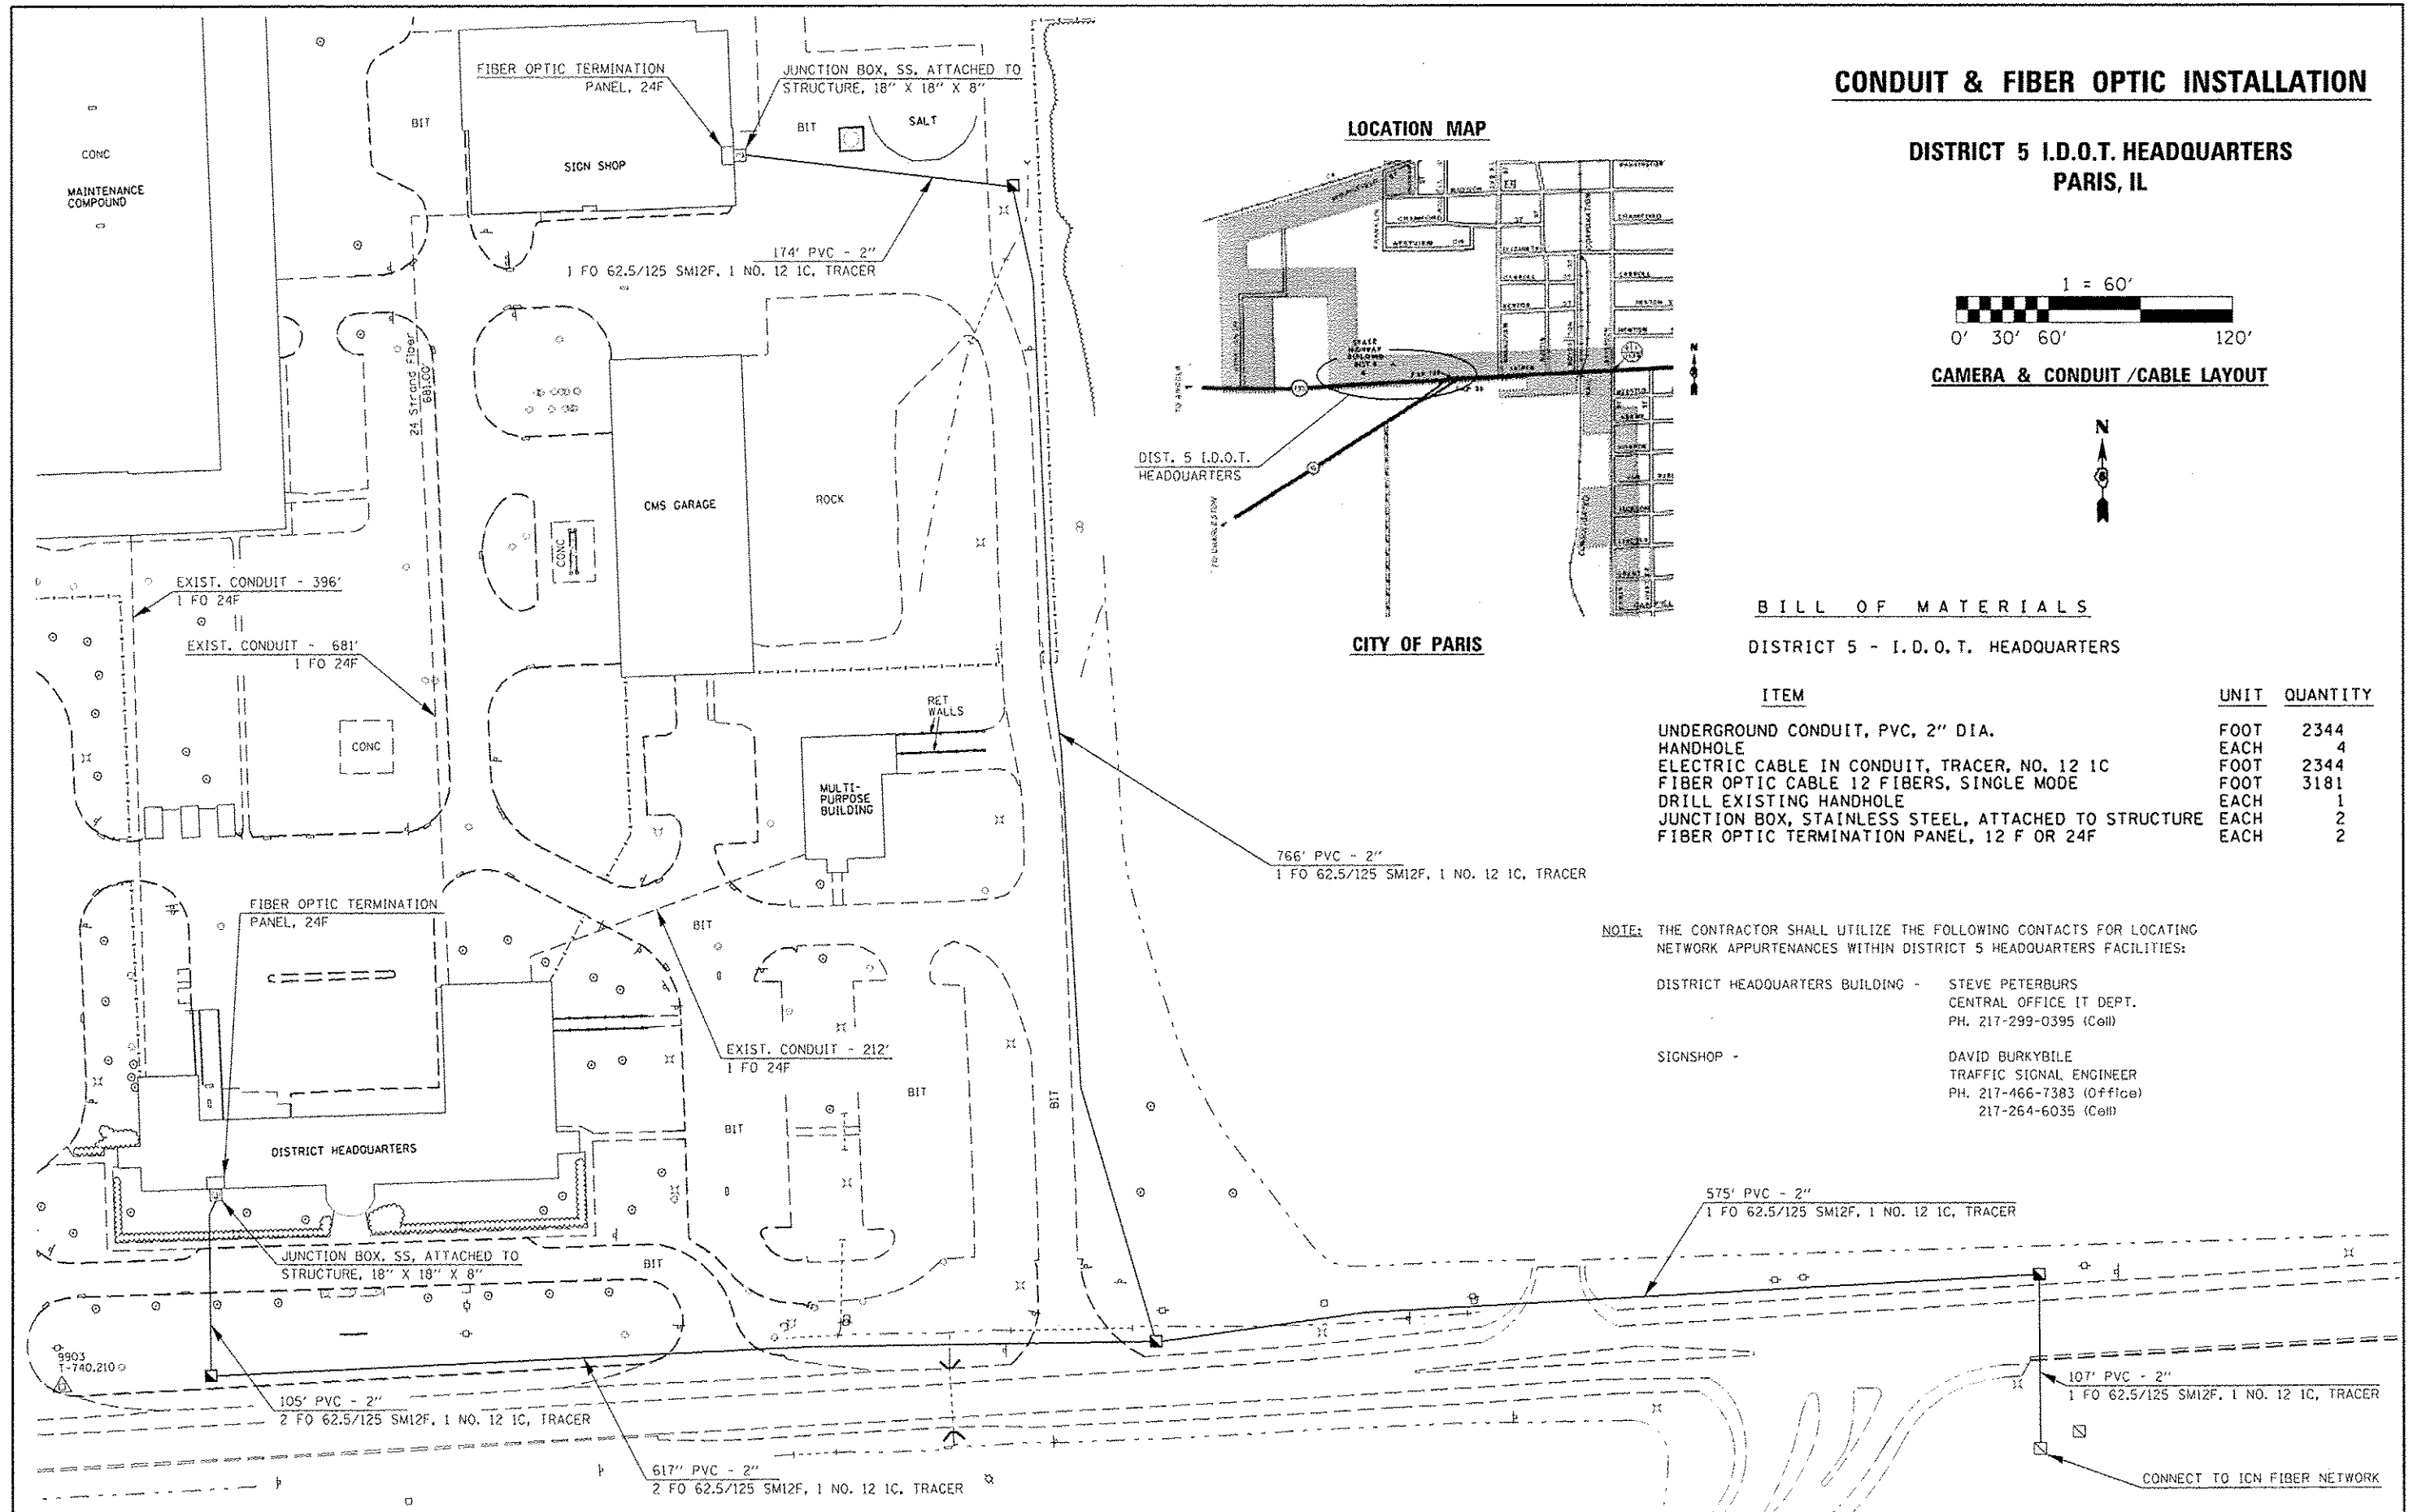 CONDUIT & FIBER OPTIC INSTALLATION
DISTRICT 5 I.D.O.T. HEADQUARTERS
PARIS, IL
1 = 60'
0' 30' 60' 120'
CAMERA & CONDUIT /CABLE LAYOUT
N
LOCATION MAP
FRANKLIN
CORPORATION
CONSOLIDATED
STATE
HIGHWAY
BUILDING
N
TO CHARLESTON
DIST. 5 I.D.O.T.
HEADQUARTERS
CITY OF PARIS
FIBER OPTIC TERMINATION
PANEL, 24F
JUNCTION BOX, SS, ATTACHED TO
STRUCTURE, 18" X 18" X 8"
BIT
BIT
SALT
SIGN SHOP
CONC
MAINTENANCE
COMPOUND
174' PVC - 2"
1 FO 62.5/125 SM12F, 1 NO. 12 1C, TRACER
24 Strand Fiber
681.00'
CMS GARAGE
ROCK
CONC
EXIST. CONDUIT - 396'
1 FO 24F
EXIST. CONDUIT - 681'
1 FO 24F
CONC
RET
WALLS
MULTI-
PURPOSE
BUILDING
766' PVC - 2"
1 FO 62.5/125 SM12F, 1 NO. 12 1C, TRACER
FIBER OPTIC TERMINATION
PANEL, 24F
BIT
EXIST. CONDUIT - 212'
1 FO 24F
BIT
BIT
BIT
DISTRICT HEADQUARTERS
JUNCTION BOX, SS, ATTACHED TO
STRUCTURE, 18" X 18" X 8"
BIT
9903
T-740.210
105' PVC - 2"
2 FO 62.5/125 SM12F, 1 NO. 12 1C, TRACER
617" PVC - 2"
2 FO 62.5/125 SM12F, 1 NO. 12 1C, TRACER
575' PVC - 2"
1 FO 62.5/125 SM12F, 1 NO. 12 1C, TRACER
107' PVC - 2"
1 FO 62.5/125 SM12F, 1 NO. 12 1C, TRACER
CONNECT TO ICN FIBER NETWORK
BILL OF MATERIALS
DISTRICT 5 - I.D.O.T. HEADQUARTERS
ITEM UNIT QUANTITY
UNDERGROUND CONDUIT, PVC, 2" DIA. FOOT 2344
HANDHOLE EACH 4
ELECTRIC CABLE IN CONDUIT, TRACER, NO. 12 1C FOOT 2344
FIBER OPTIC CABLE 12 FIBERS, SINGLE MODE FOOT 3181
DRILL EXISTING HANDHOLE EACH 1
JUNCTION BOX, STAINLESS STEEL, ATTACHED TO STRUCTURE EACH 2
FIBER OPTIC TERMINATION PANEL, 12 F OR 24F EACH 2
NOTE: THE CONTRACTOR SHALL UTILIZE THE FOLLOWING CONTACTS FOR LOCATING
NETWORK APPURTENANCES WITHIN DISTRICT 5 HEADQUARTERS FACILITIES:
DISTRICT HEADQUARTERS BUILDING - STEVE PETERBURS
CENTRAL OFFICE IT DEPT.
PH. 217-299-0395 (Cell)
SIGNSHOP - DAVID BURKYBILE
TRAFFIC SIGNAL ENGINEER
PH. 217-466-7383 (Office)
217-264-6035 (Cell)